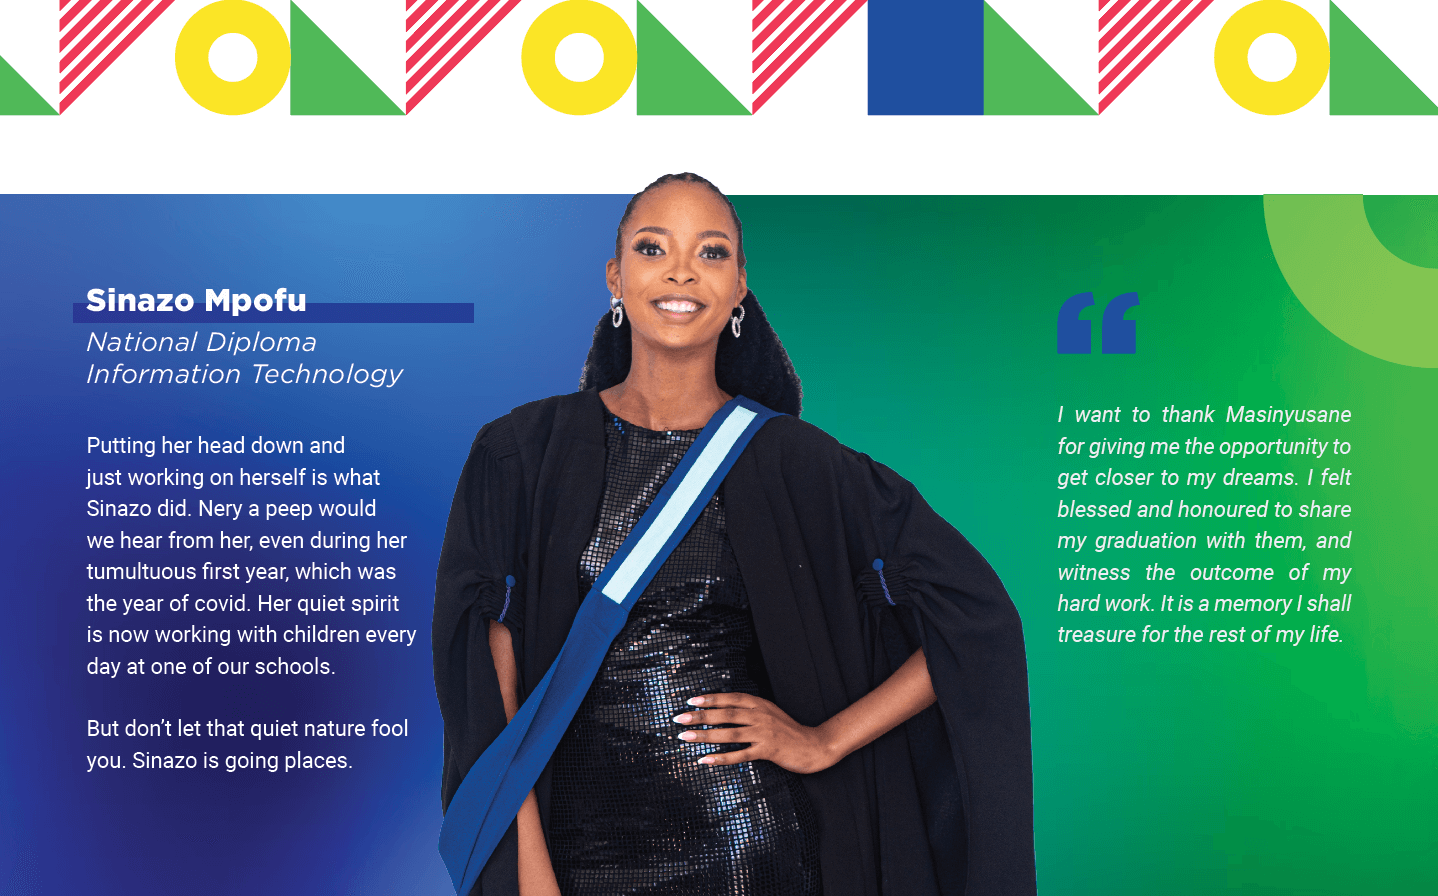 Sinazo Mpofu
National Diploma
Information Technology
Putting her head down and
just working on herself is what
Sinazo did. Nery a peep would
we hear from her, even during her
tumultuous first year, which was
the year of covid. Her quiet spirit
is now working with children every
day at one of our schools.
But don’t let that quiet nature fool
you. Sinazo is going places.
I want to thank Masinyusane
for giving me the opportunity to
get closer to my dreams. I felt
blessed and honoured to share
my graduation with them, and
witness the outcome of my
hard work. It is a memory I shall
treasure for the rest of my life.